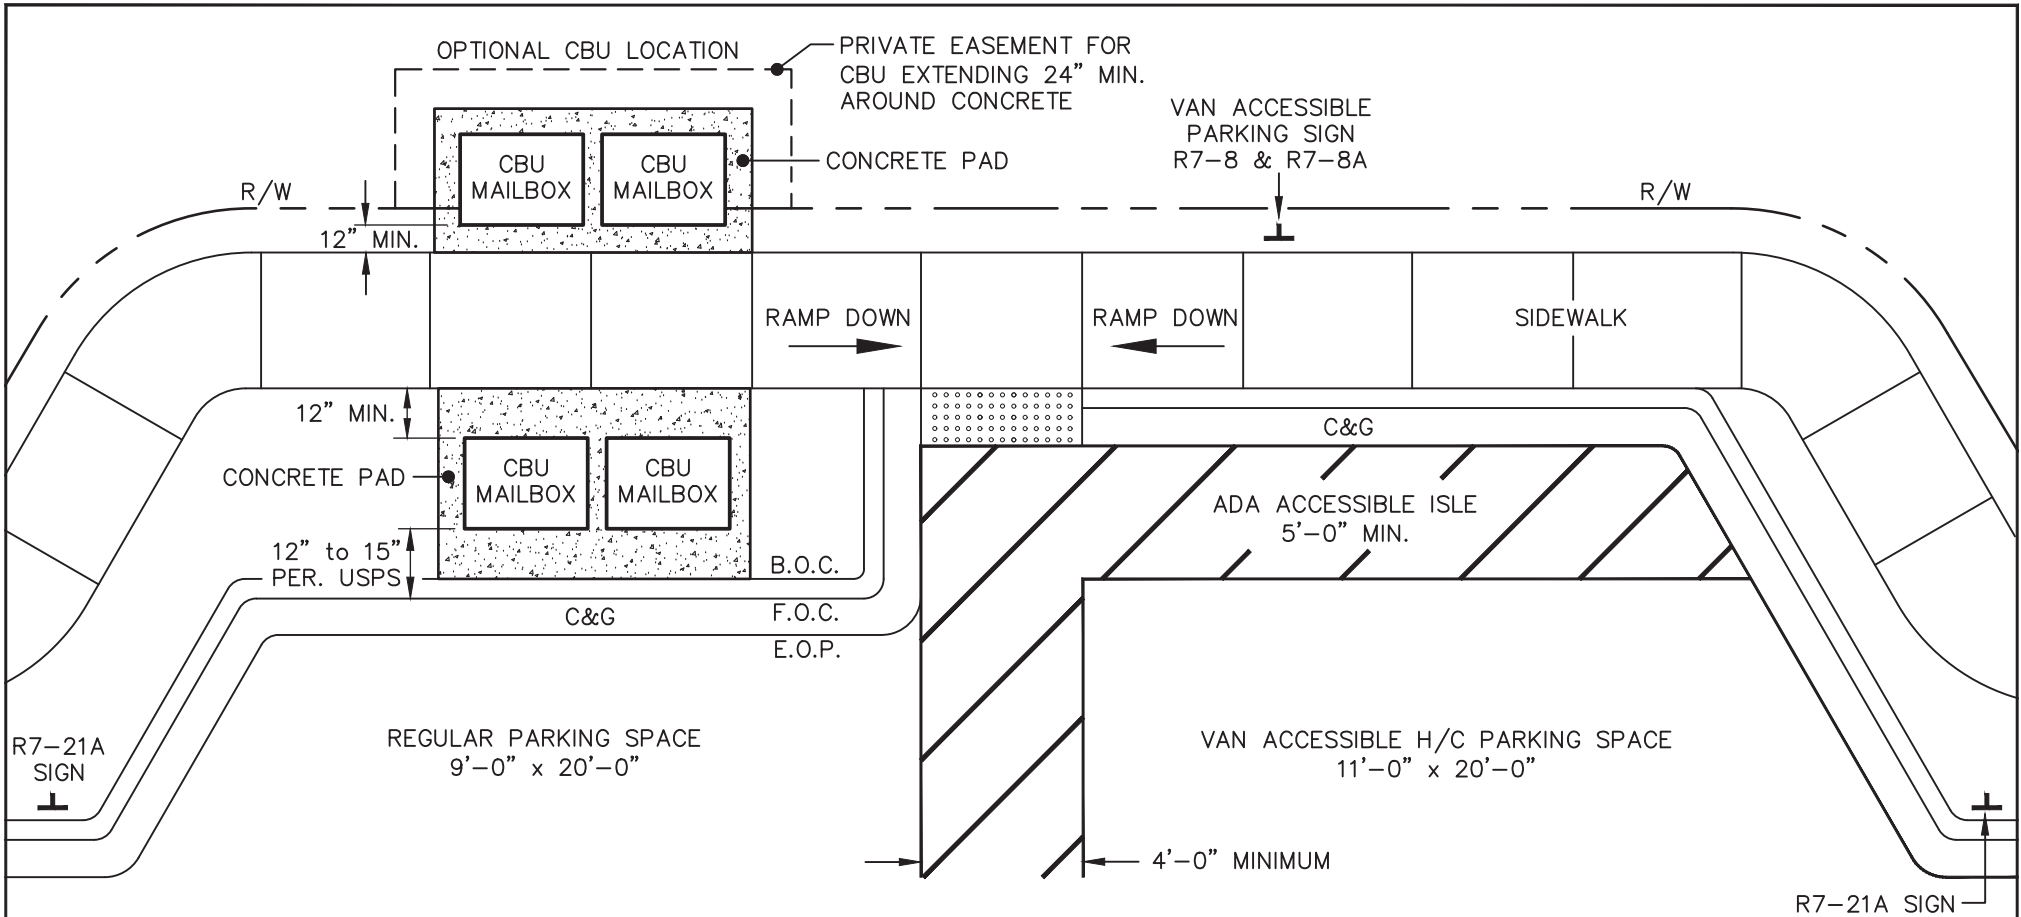 OPTIONAL CBU LOCATION
PRIVATE EASEMENT FOR
CBU EXTENDING 24” MIN.
AROUND CONCRETE
VAN ACCESSIBLE
PARKING SIGN
R7-8 & R7-8A
CBU
MAILBOX
CBU
MAILBOX
CONCRETE PAD
R/W
R/W
12” MIN.
RAMP DOWN
RAMP DOWN
SIDEWALK
12” MIN.
C&G
CONCRETE PAD
CBU
MAILBOX
CBU
MAILBOX
ADA ACCESSIBLE ISLE
5’-0” MIN.
12” to 15”
PER. USPS
B.O.C.
C&G
F.O.C.
E.O.P.
R7-21A
SIGN
REGULAR PARKING SPACE
9’-0” x 20’-0”
VAN ACCESSIBLE H/C PARKING SPACE
11’-0” x 20’-0”
4’-0” MINIMUM
R7-21A SIGN